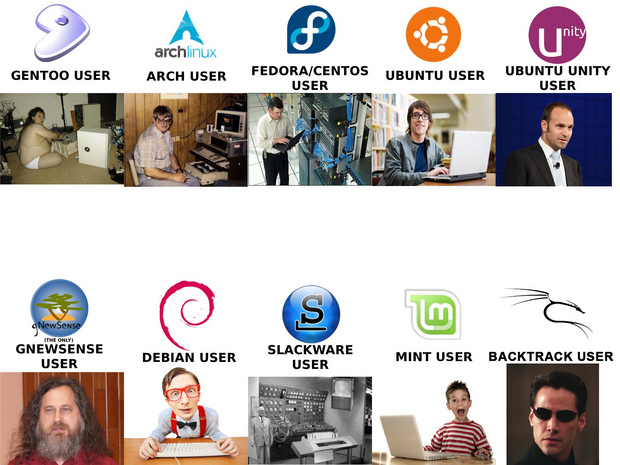 archlinux
Unity
GENTOO USER
ARCH USER
FEDORA/CENTOS
USER
UBUNTU USER
UBUNTU UNITY
USER
gNewSense
S
lm
(THE ONLY)
GNEWSENSE
USER
DEBIAN USER
SLACKWARE
USER
MINT USER
BACKTRACK USER